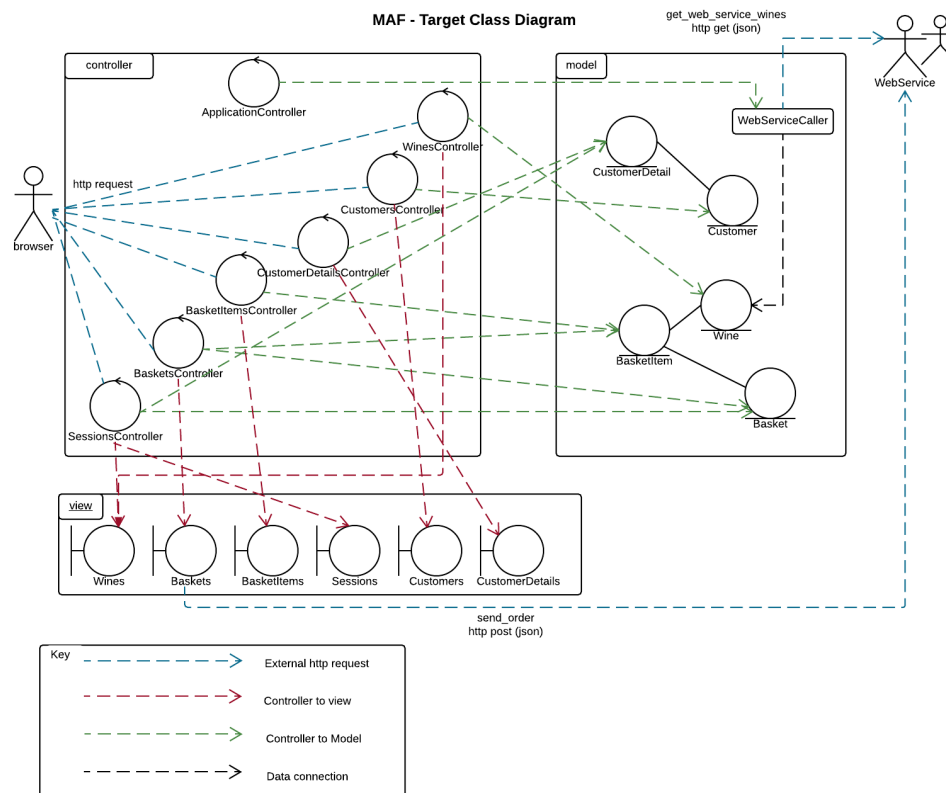 MAF - Target Class Diagram
get_web_service_wines
http get (json)
controller
model
ApplicationController
WebService
WebServiceCaller
WinesController
CustomerDetail
http request
CustomersController
Customer
browser
CustomerDetailsController
BasketItemsController
Wine
BasketItem
BasketsController
Basket
SessionsController
view
Wines
Baskets
BasketItems
Sessions
Customers
CustomerDetails
send_order
http post (json)
Key
External http request
Controller to view
Controller to Model
Data connection